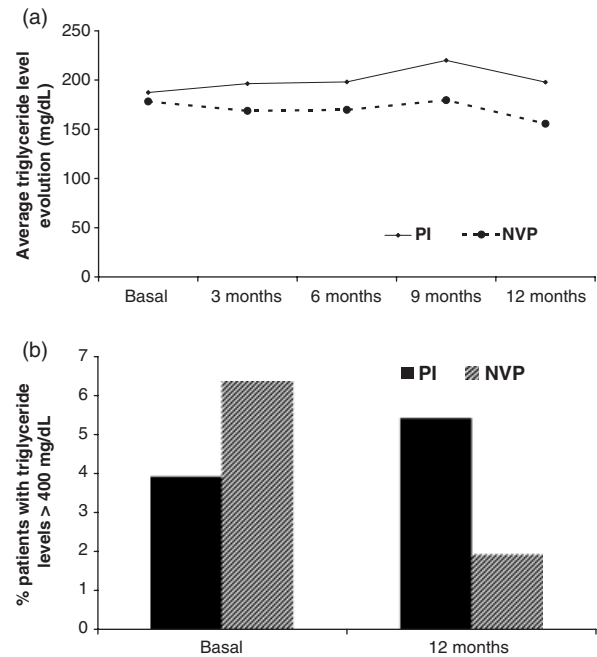 (a)
Average triglyceride level
evolution (mg/dL)
250
200
150
100
50
0
PI NVP
Basal 3 months 6 months 9 months 12 months
(b)
% patients with triglyceride
levels > 400 mg/dL
7
6
5
4
3
2
1
0
PI NVP
Basal 12 months